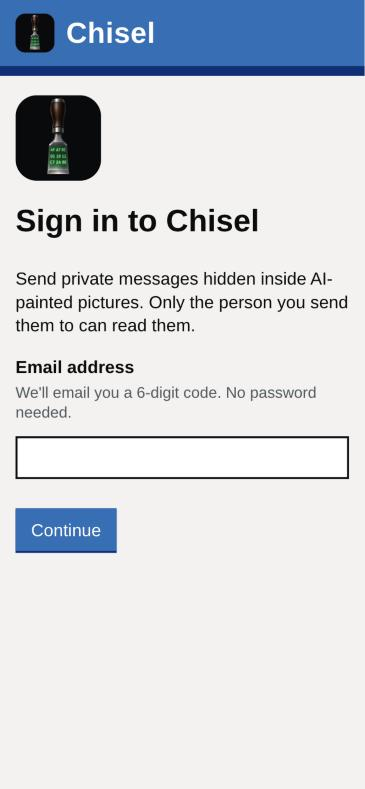 Chisel
Sign in to Chisel
Send private messages hidden inside AI-
painted pictures. Only the person you send
them to can read them.
Email address
We'll email you a 6-digit code. No password
needed.
Continue